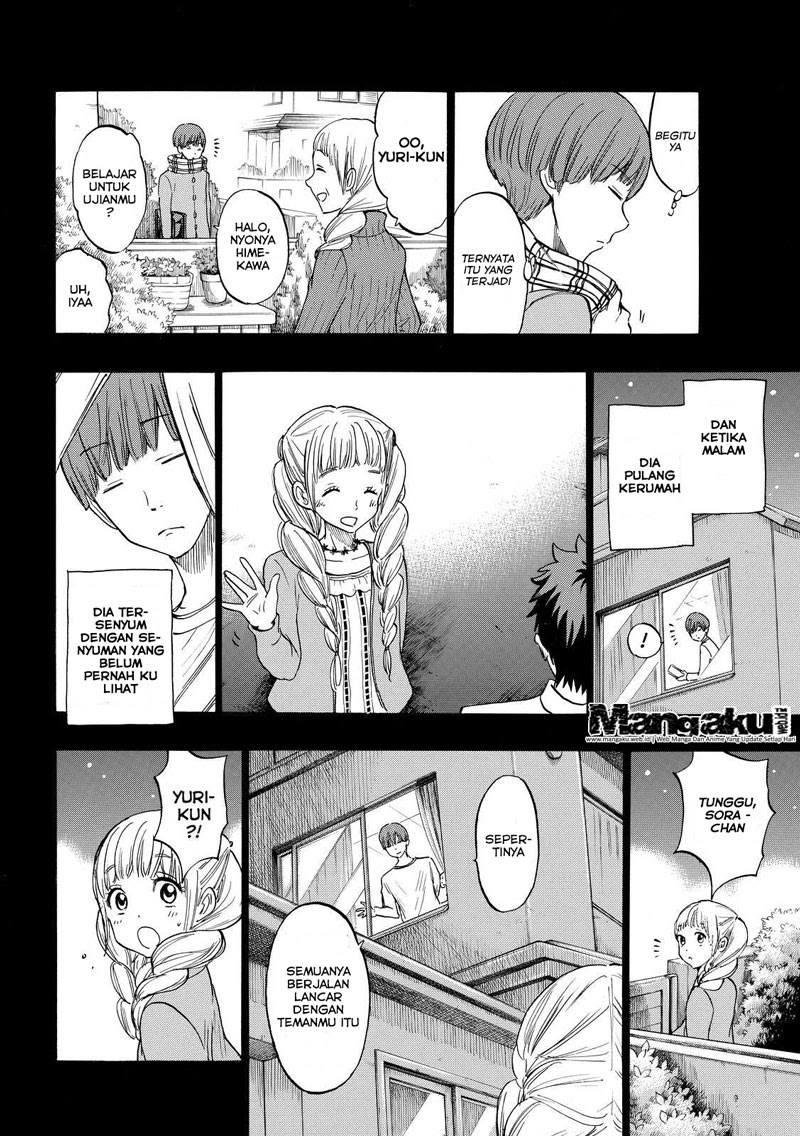 BEGITU
YA
TERNYATA
ITU YANG
TERJADI
OO,
YURI-KUN
HALO,
NYONYA
HIME-
KAWA
BELAJAR
UNTUK
UJIANMU?
UH,
IYAA
DAN
KETIKA
MALAM
DIA
PULANG
KERUMAH
!
DIA TER-
SENYUM
DENGAN SE-
NYUMAN YANG
BELUM
PERNAH KU
LIHAT
Mangaku
WEB.ID
www.mangaku.web.id | Web Manga Dan Anime Yang Update Setiap Hari
TUNGGU,
SORA -
CHAN
SEPER-
TINYA
SEMUANYA
BERJALAN
LANCAR
DENGAN
TEMANMU
ITU
YURI-
KUN
?!